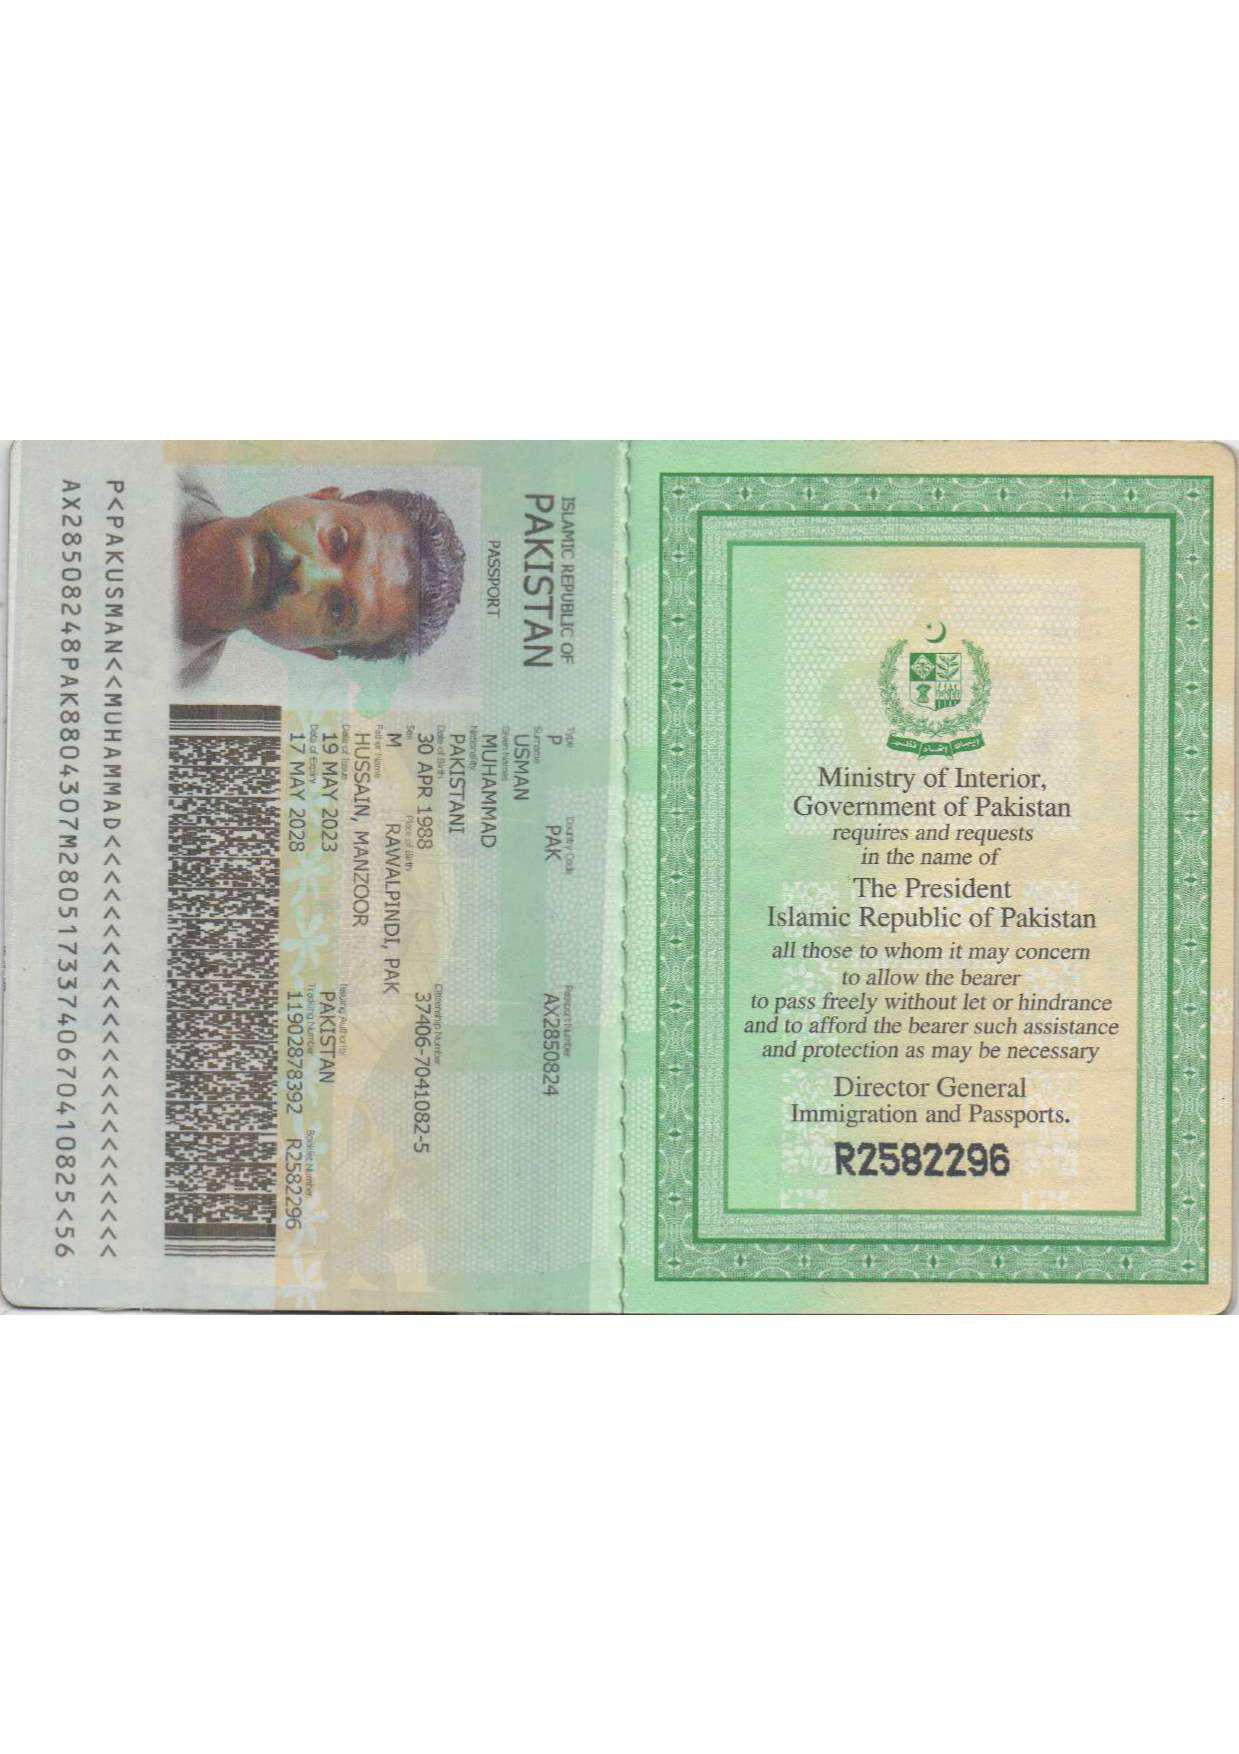 ISLAMIC REPUBLIC OF
PAKISTAN
PASSPORT
Type
Country Code
Passport Number
P
PAK
AX2850824
Surname
USMAN
Given Names
MUHAMMAD
Nationality
PAKISTANI
Date of Birth
Citizenship Number
30 APR 1988
37406-7041082-5
Sex
Place of Birth
M
RAWALPINDI, PAK
Father Name
HUSSAIN, MANZOOR
Date of Issue
Issuing Authority
19 MAY 2023
PAKISTAN
Date of Expiry
Tracking Number
Booklet Number
17 MAY 2028
11902878392
R2582296
P<PAKUSMAN<<MUHAMMAD<<<<<<<<<<<<<<<<<<<<<<<<
AX28508248PAK8804307M28051733740670410825<56
Ministry of Interior,
Government of Pakistan
requires and requests
in the name of
The President
Islamic Republic of Pakistan
all those to whom it may concern
to allow the bearer
to pass freely without let or hindrance
and to afford the bearer such assistance
and protection as may be necessary
Director General
Immigration and Passports.
R2582296